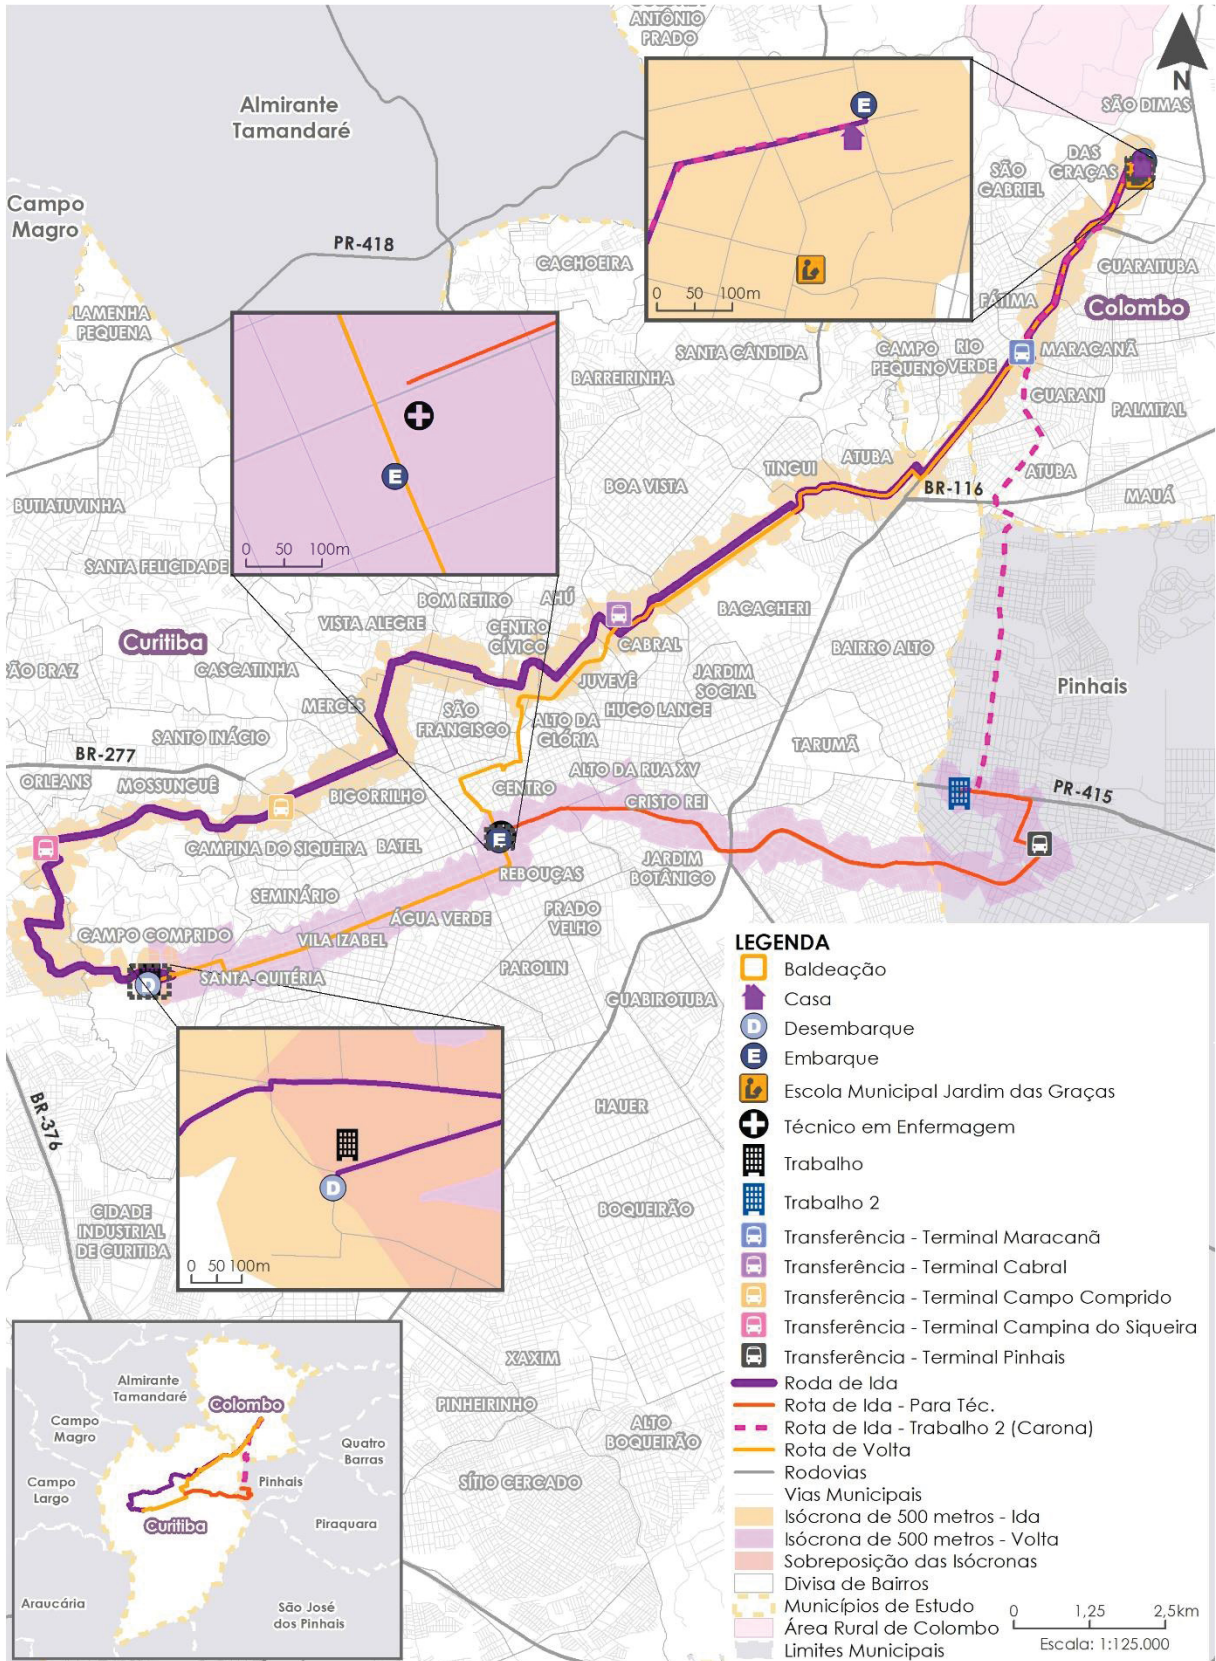 ANTÔNIO
PRADO
N
SÃO DIMAS
Almirante
Tamandaré
E
DAS
GRAÇAS
SÃO
GABRIEL
Campo
Magro
PR-418
CACHOEIRA
GUARAITUBA
0 50 100m
FÁTIMA
Colombo
LAMENHA
PEQUENA
SANTA CÂNDIDA
CAMPO
PEQUENO
RIO
VERDE
MARACANÃ
BARREIRINHA
GUARANI
PALMITAL
E
TINGUI
ATUBA
ATUBA
BOA VISTA
BR-116
MAUÁ
BUTIATUVINHA
0 50 100m
SANTA FELICIDADE
BOM RETIRO
AHÚ
BACACHERI
VISTA ALEGRE
CENTRO
CÍVICO
Curitiba
CABRAL
BAIRRO ALTO
ÃO BRAZ
CASCATINHA
JUVEVÊ
JARDIM
SOCIAL
Pinhais
MERCÊS
SÃO
FRANCISCO
HUGO LANGE
ALTO DA
GLÓRIA
SANTO INÁCIO
TARUMÃ
BR-277
ORLEANS
MOSSUNGUÊ
ALTO DA RUA XV
BIGORRILHO
CENTRO
CRISTO REI
PR-415
E
CAMPINA DO SIQUEIRA
BATEL
REBOUÇAS
JARDIM
BOTÂNICO
SEMINÁRIO
ÁGUA VERDE
PRADO
VELHO
CAMPO COMPRIDO
VILA IZABEL
PAROLIN
SANTA QUITÉRIA
D
GUABIROTUBA
BR-376
HAUER
D
CIDADE
INDUSTRIAL
DE CURITIBA
BOQUEIRÃO
0 50 100m
XAXIM
PINHEIRINHO
ALTO
BOQUEIRÃO
SÍTIO CERCADO
Almirante
Tamandaré
Colombo
Campo
Magro
Quatro
Barras
Campo
Largo
Pinhais
Curitiba
Piraquara
Araucária
São José
dos Pinhais
LEGENDA
Baldeação
Casa
D Desembarque
E Embarque
Escola Municipal Jardim das Graças
Técnico em Enfermagem
Trabalho
Trabalho 2
Transferência - Terminal Maracanã
Transferência - Terminal Cabral
Transferência - Terminal Campo Comprido
Transferência - Terminal Campina do Siqueira
Transferência - Terminal Pinhais
Roda de Ida
Rota de Ida - Para Téc.
Rota de Ida - Trabalho 2 (Carona)
Rota de Volta
Rodovias
Vias Municipais
Isócrona de 500 metros - Ida
Isócrona de 500 metros - Volta
Sobreposição das Isócronas
Divisa de Bairros
Municípios de Estudo
Área Rural de Colombo
Limites Municipais
0 1,25 2,5km
Escala: 1:125.000